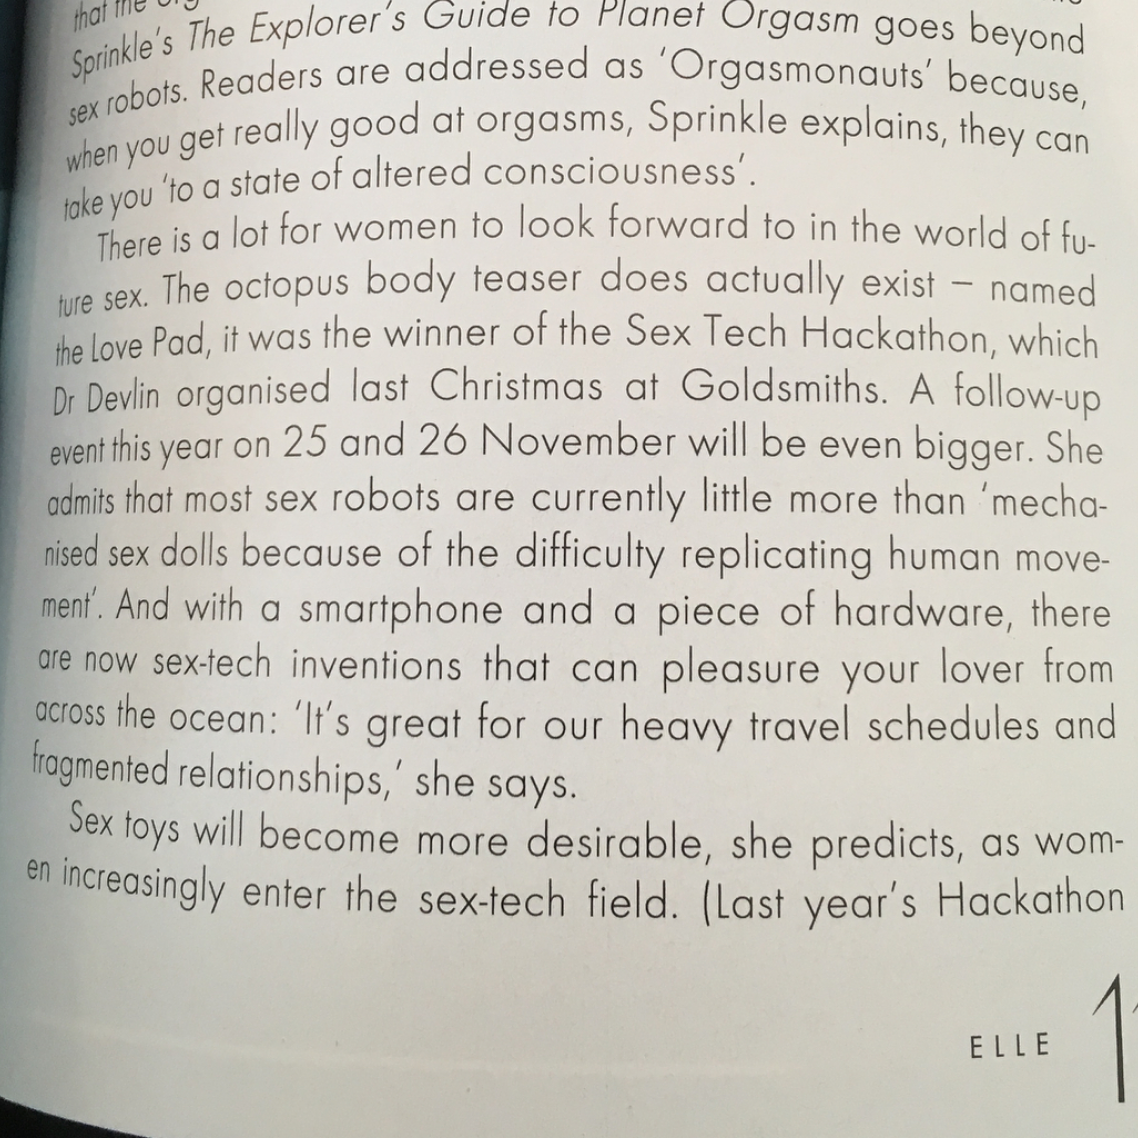 that the
Sprinkle's The Explorer's Guide to Planet Orgasm goes beyond
sex robots. Readers are addressed as 'Orgasmonauts' because,
when you get really good at orgasms, Sprinkle explains, they can
take you 'to a state of altered consciousness'.
There is a lot for women to look forward to in the world of fu-
ture sex. The octopus body teaser does actually exist – named
the Love Pad, it was the winner of the Sex Tech Hackathon, which
Dr Devlin organised last Christmas at Goldsmiths. A follow-up
event this year on 25 and 26 November will be even bigger. She
admits that most sex robots are currently little more than 'mecha-
nised sex dolls because of the difficulty replicating human move-
ment'. And with a smartphone and a piece of hardware, there
are now sex-tech inventions that can pleasure your lover from
across the ocean: 'It's great for our heavy travel schedules and
fragmented relationships,' she says.
Sex toys will become more desirable, she predicts, as wom-
en increasingly enter the sex-tech field. (Last year's Hackathon
ELLE